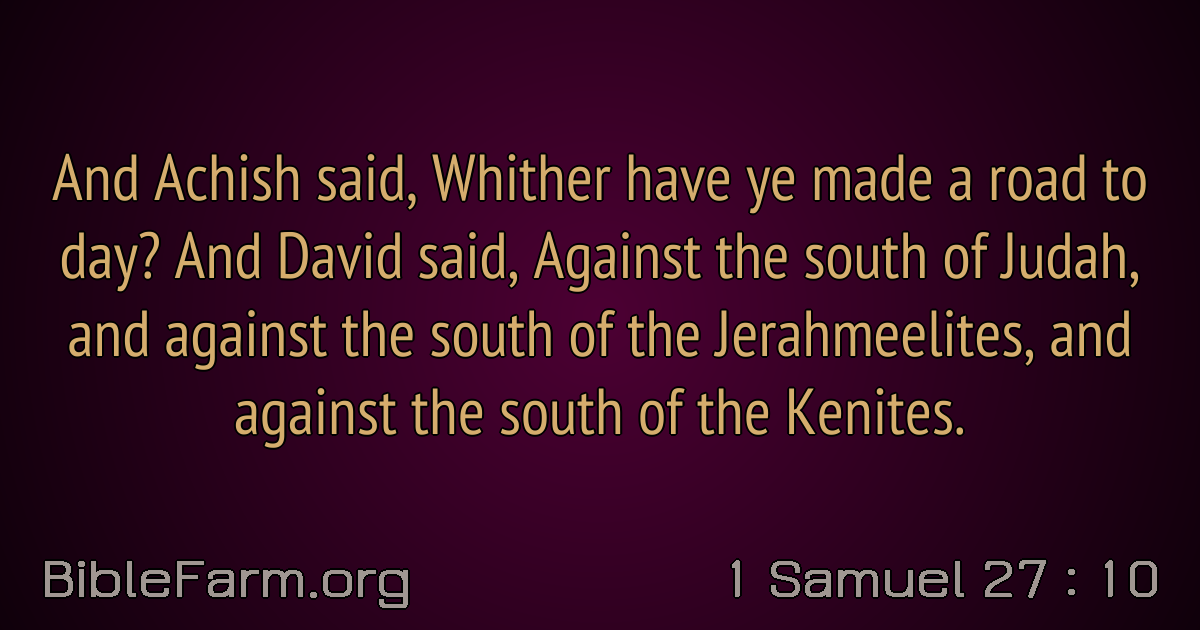 And Achish said, Whither have ye made a road to
day? And David said, Against the south of Judah,
and against the south of the Jerahmeelites, and
against the south of the Kenites.
BibleFarm.org
1 Samuel 27 : 10